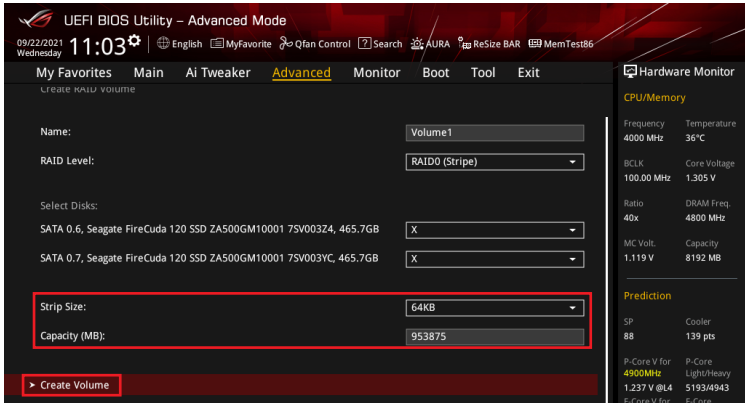 UEFI BIOS Utility – Advanced Mode
09/22/2021
Wednesday
11:03
English MyFavorite Qfan Control ? Search AURA ReSize BAR MemTest86
My Favorites Main Ai Tweaker Advanced Monitor Boot Tool Exit
Create RAID Volume
Name: Volume1
RAID Level: RAID0 (Stripe)
Select Disks:
SATA 0.6, Seagate FireCuda 120 SSD ZA500GM10001 7SV003Z4, 465.7GB X
SATA 0.7, Seagate FireCuda 120 SSD ZA500GM10001 7SV003YC, 465.7GB X
Strip Size: 64KB
Capacity (MB): 953875
> Create Volume
Hardware Monitor
CPU/Memory
Frequency Temperature
4000 MHz 36°C
BCLK Core Voltage
100.00 MHz 1.305 V
Ratio DRAM Freq.
40x 4800 MHz
MC Volt. Capacity
1.119 V 8192 MB
Prediction
SP Cooler
88 139 pts
P-Core V for P-Core
4900MHz Light/Heavy
1.237 V @L4 5193/4943
E-Core V for E-Core